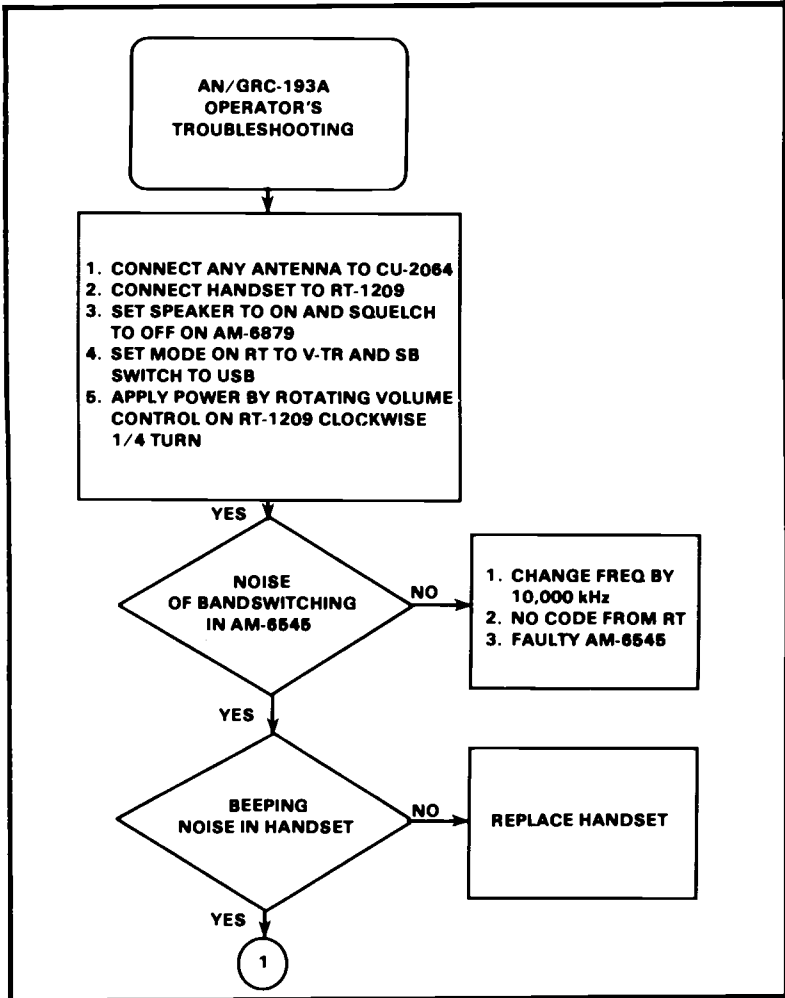 AN/GRC-193A
OPERATOR'S
TROUBLESHOOTING
1. CONNECT ANY ANTENNA TO CU-2064
2. CONNECT HANDSET TO RT-1209
3. SET SPEAKER TO ON AND SQUELCH
TO OFF ON AM-6879
4. SET MODE ON RT TO V-TR AND SB
SWITCH TO USB
5. APPLY POWER BY ROTATING VOLUME
CONTROL ON RT-1209 CLOCKWISE
1/4 TURN
YES
NOISE
OF BANDSWITCHING
IN AM-6545
NO
1. CHANGE FREQ BY
10,000 kHz
2. NO CODE FROM RT
3. FAULTY AM-6545
YES
BEEPING
NOISE IN HANDSET
NO
REPLACE HANDSET
YES
1